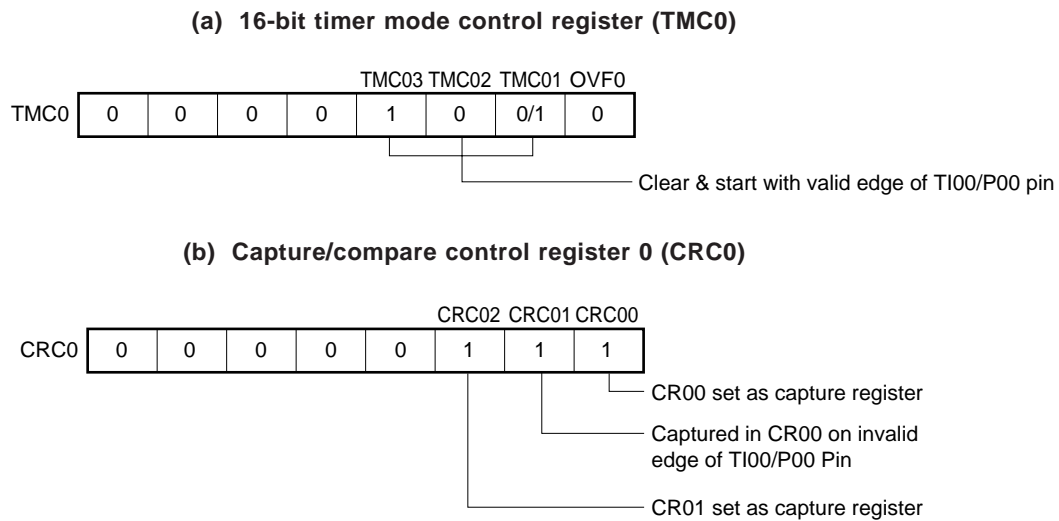 (a) 16-bit timer mode control register (TMC0)
TMC03 TMC02 TMC01 OVF0
TMC0 0 0 0 0 1 0 0/1 0
Clear & start with valid edge of TI00/P00 pin
(b) Capture/compare control register 0 (CRC0)
CRC02 CRC01 CRC00
CRC0 0 0 0 0 0 1 1 1
CR00 set as capture register
Captured in CR00 on invalid
edge of TI00/P00 Pin
CR01 set as capture register